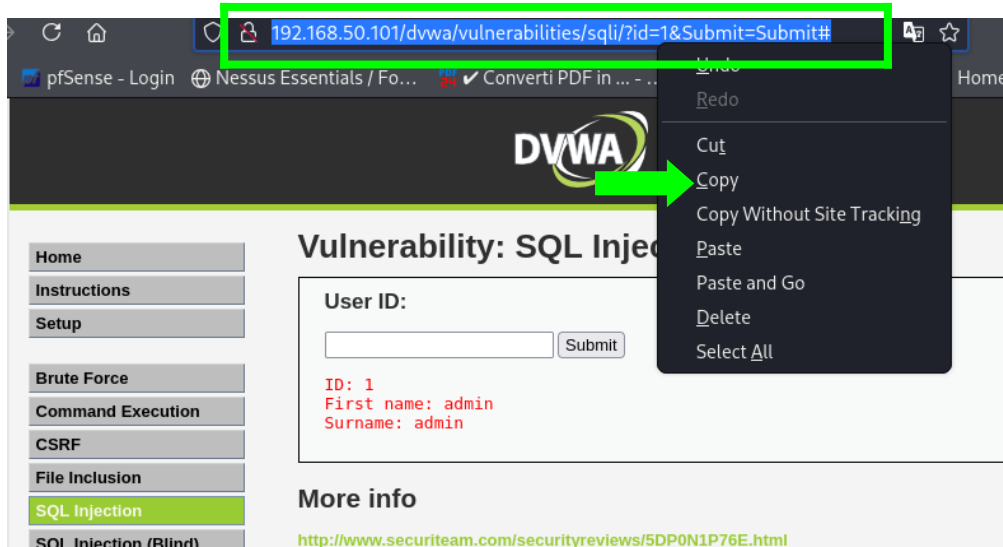 192.168.50.101/dvwa/vulnerabilities/sqli/?id=1&Submit=Submit#
pfSense - Login
Nessus Essentials / Fo…
PDF
24
✔ Converti PDF in ... - ...
Home
Undo
Redo
Cut
Copy
Copy Without Site Tracking
Paste
Paste and Go
Delete
Select All
DVWA
Home
Instructions
Setup
Brute Force
Command Execution
CSRF
File Inclusion
SQL Injection
SQL Injection (Blind)
Vulnerability: SQL Injec
User ID:
Submit
ID: 1
First name: admin
Surname: admin
More info
http://www.securiteam.com/securityreviews/5DP0N1P76E.html